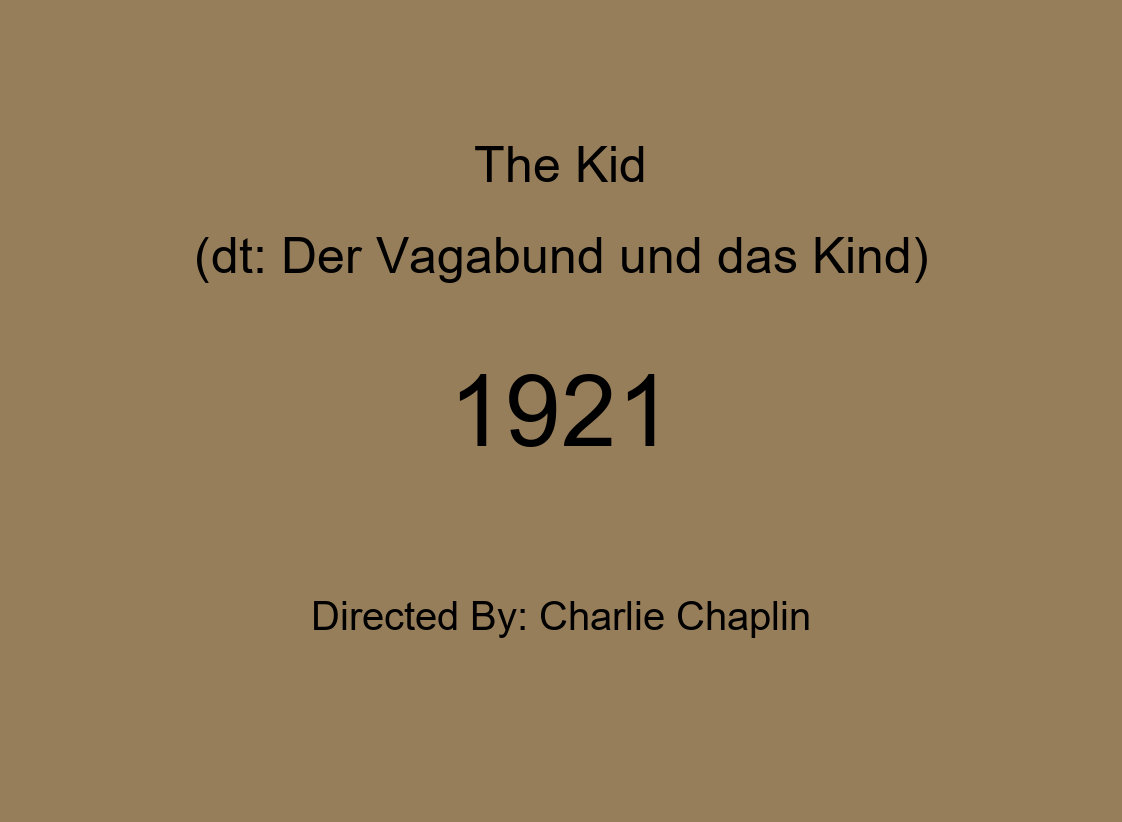 The Kid
(dt: Der Vagabund und das Kind)
1921
Directed By: Charlie Chaplin